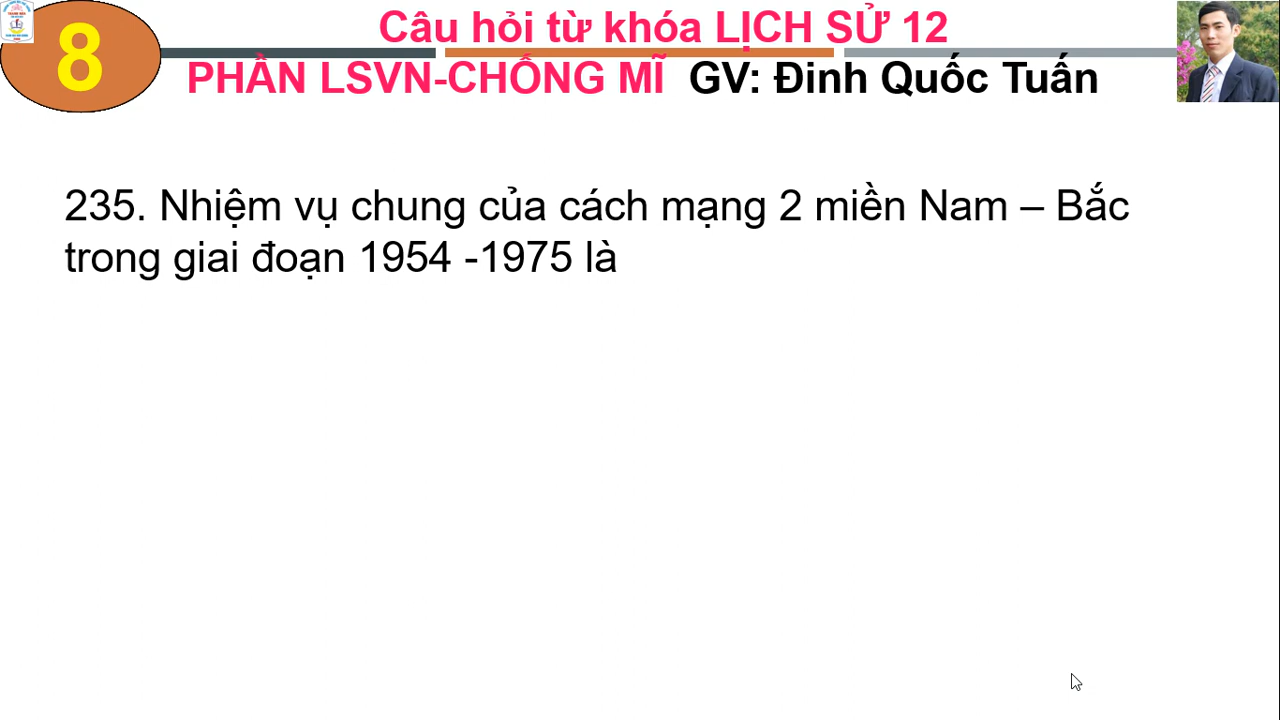 8
Câu hỏi từ khóa LỊCH SỬ 12
PHẦN LSVN-CHỐNG MĨ GV: Đinh Quốc Tuấn
235. Nhiệm vụ chung của cách mạng 2 miền Nam – Bắc
trong giai đoạn 1954 -1975 là